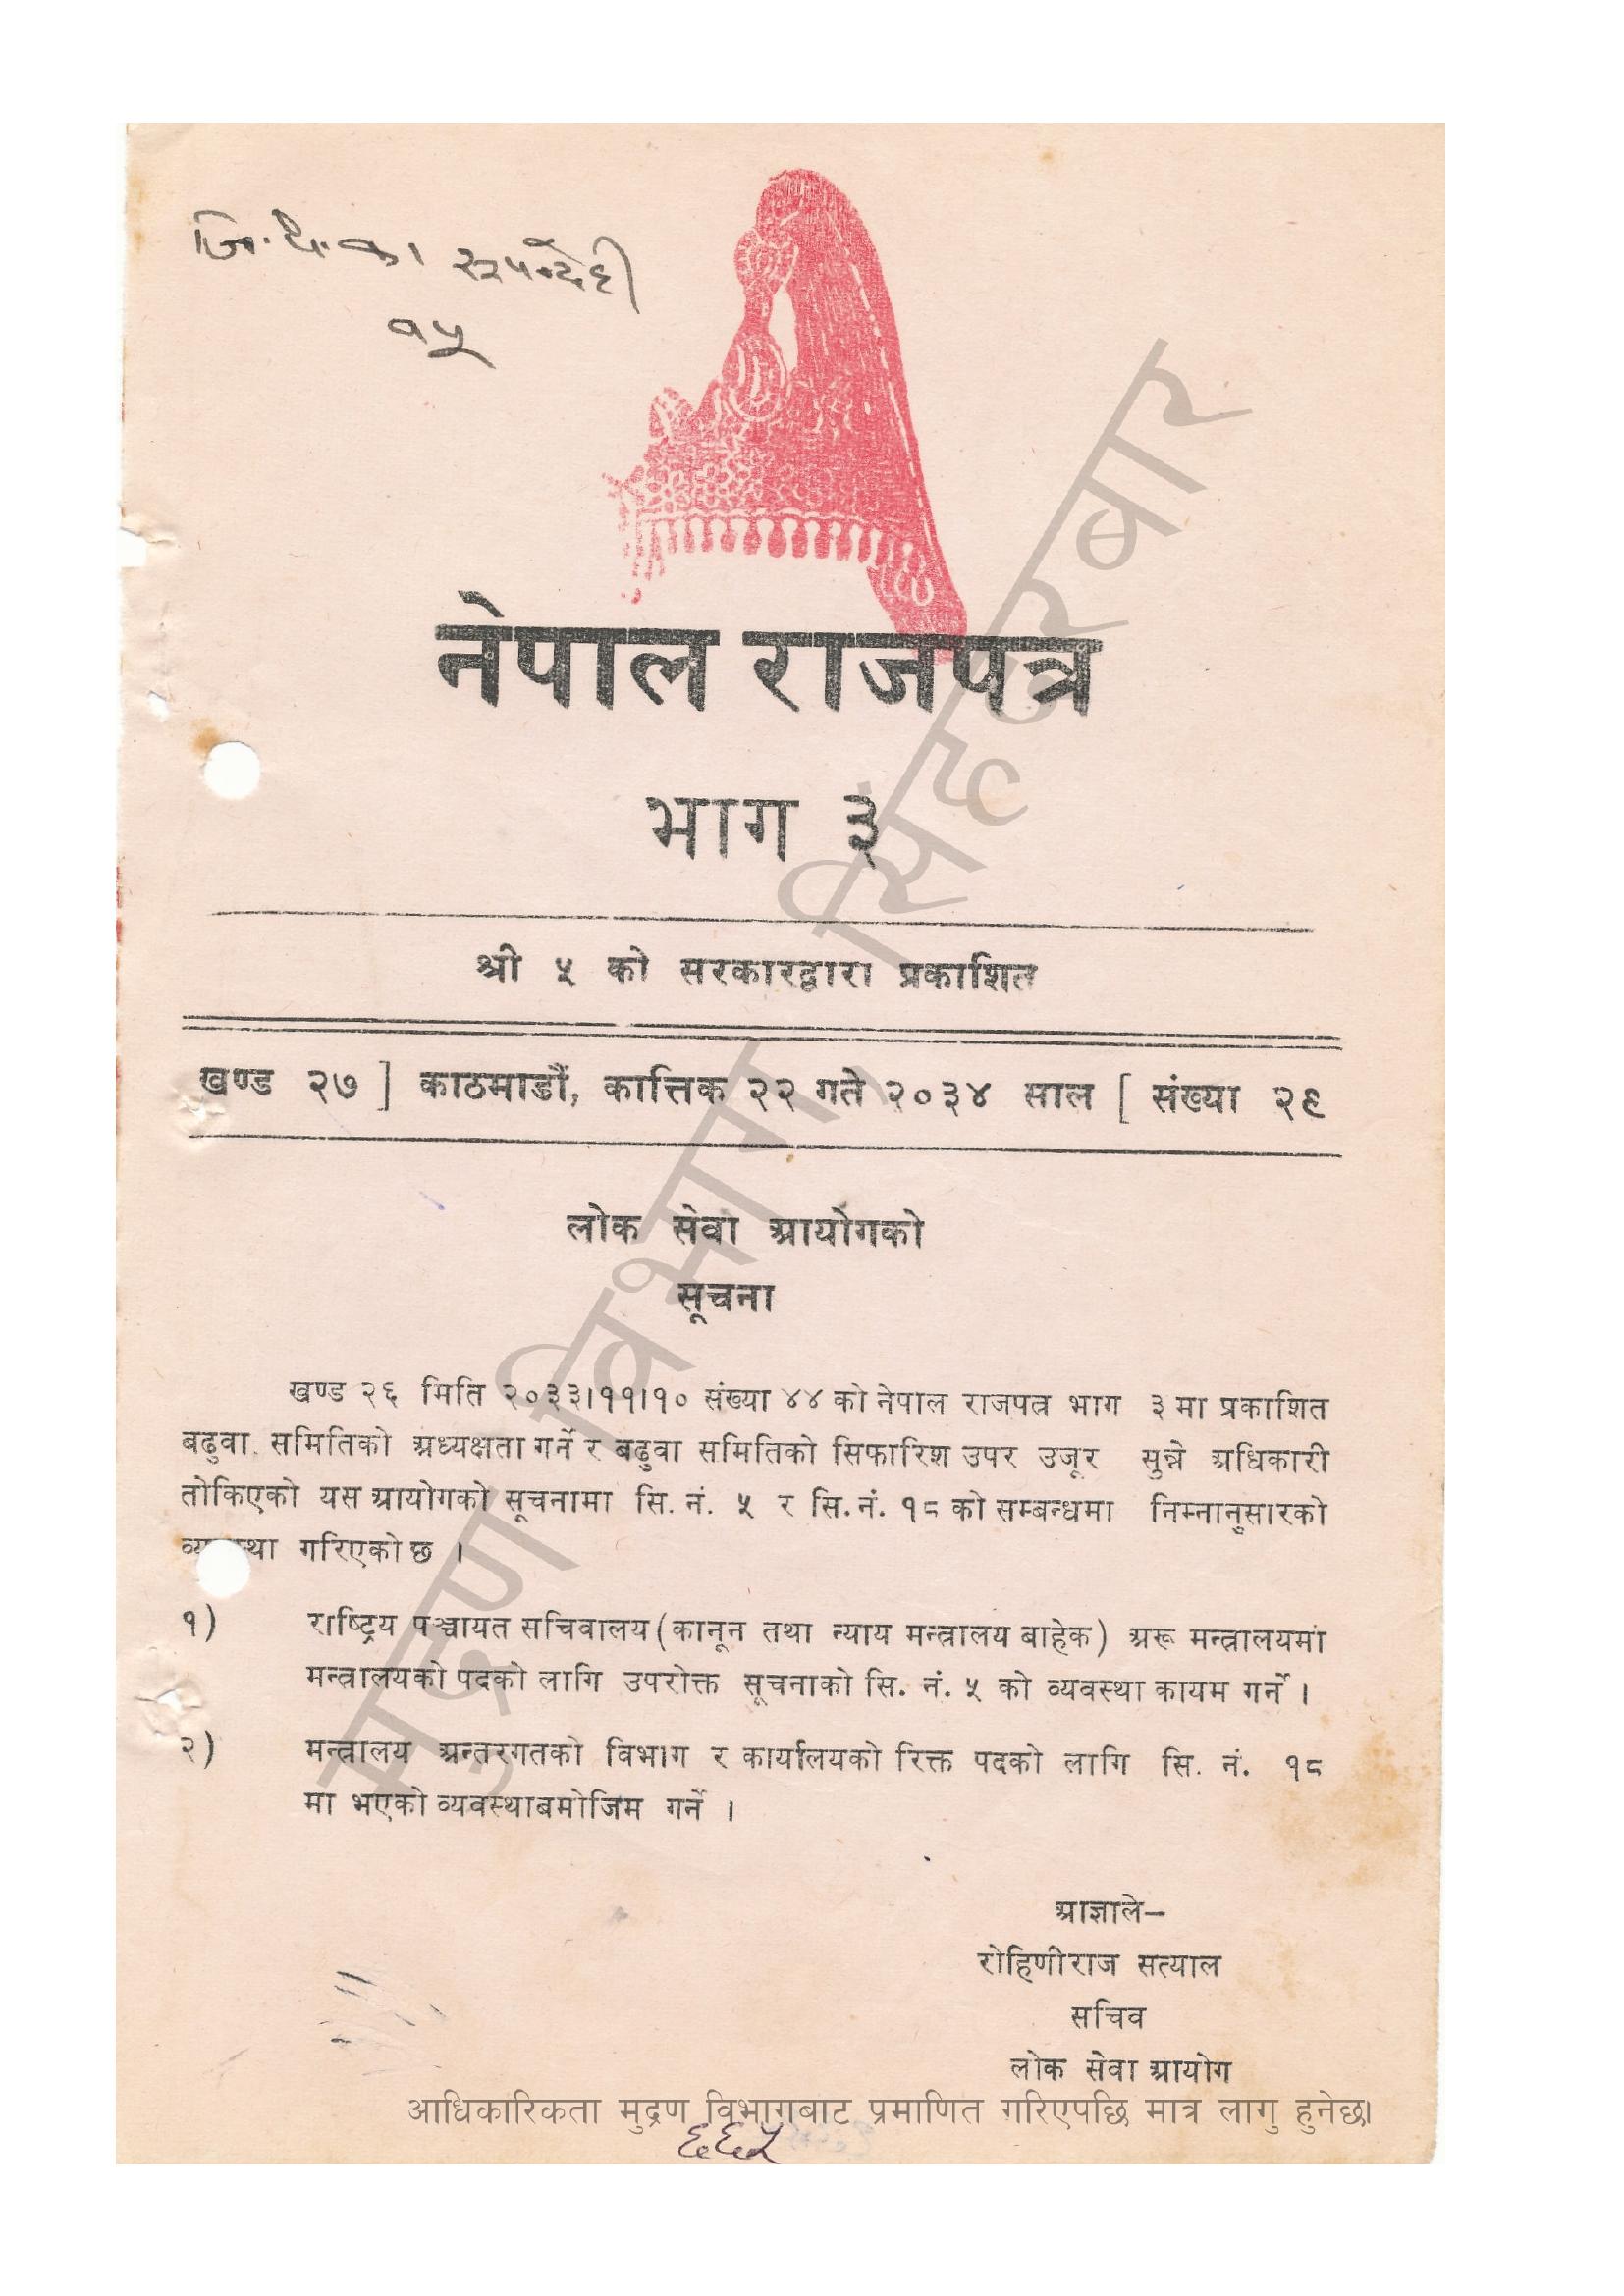 १५
नेपाल राजपत्र
भाग ३
श्री ५ को सरकारद्वारा प्रकाशित
खण्ड २७ ] काठमाडौं, कात्तिक २२ गते २०३४ साल [ संख्या २९
लोक सेवा आयोगको
सूचना
खण्ड २६ मिति २०३३।११।१० संख्या ४४ को नेपाल राजपत्र भाग ३ मा प्रकाशित
बढुवा समितिको अध्यक्षता गर्ने र बढुवा समितिको सिफारिश उपर उजूर सुन्ने अधिकारी
तोकिएको यस आयोगको सूचनामा सि. नं. ५ र सि. नं. १८ को सम्बन्धमा निम्नानुसारको
गरिएको छ ।
१) राष्ट्रिय पञ्चायत सचिवालय (कानून तथा न्याय मन्त्रालय बाहेक) अरू मन्त्रालयमा
मन्त्रालयको पदको लागि उपरोक्त सूचनाको सि. नं. ५ को व्यवस्था कायम गर्ने ।
२) मन्त्रालय अन्तरगतको विभाग र कार्यालयको रिक्त पदको लागि सि. नं. १८
मा भएको व्यवस्थाबमोजिम गर्ने ।
आज्ञाले–
रोहिणीराज सत्याल
सचिव
लोक सेवा आयोग
आधिकारिकता मुद्रण विभागबाट प्रमाणित गरिएपछि मात्र लागु हुनेछ।
६६५
मुद्रण विभाग, सिंहदरबार